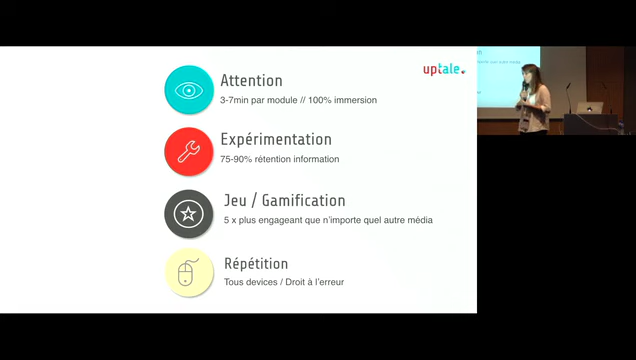 uptale.
Attention
3-7min par module // 100% immersion
Expérimentation
75-90% rétention information
Jeu / Gamification
5 x plus engageant que n'importe quel autre média
Répétition
Tous devices / Droit à l'erreur